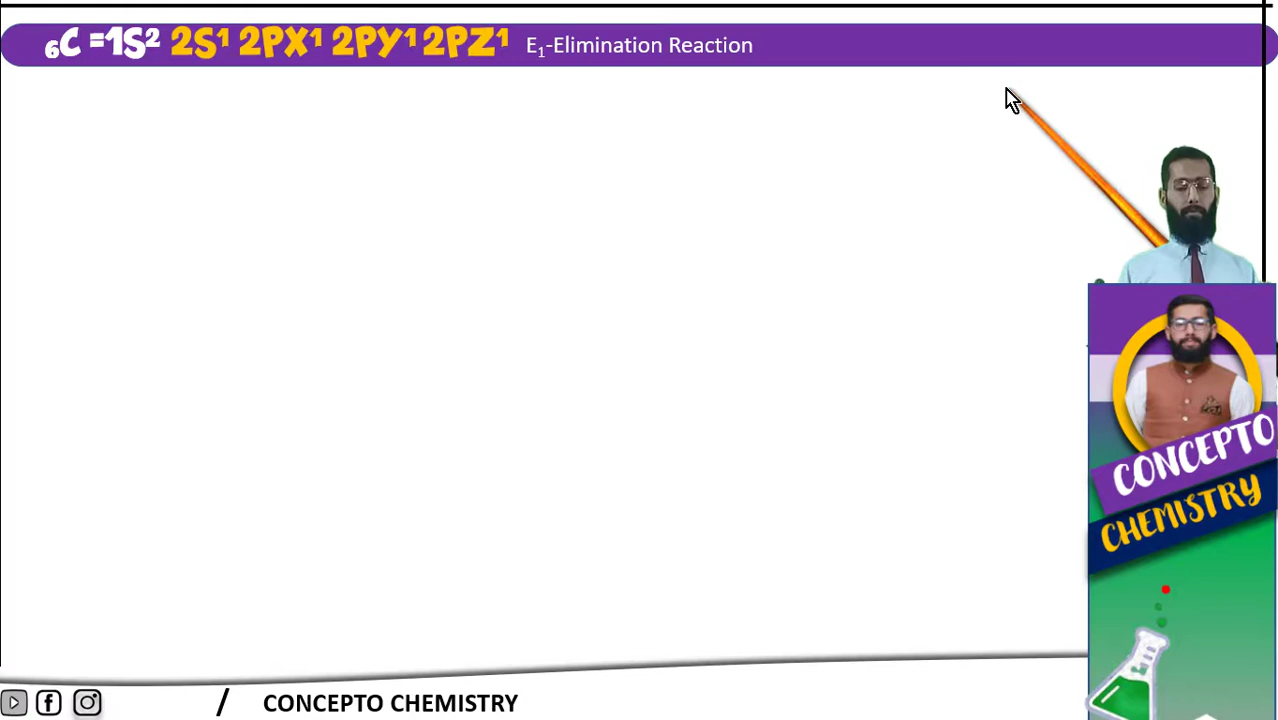 ₆C =1S² 2S¹ 2PX¹ 2PY¹ 2PZ¹ E₁-Elimination Reaction
CONCEPTO
CHEMISTRY
/ CONCEPTO CHEMISTRY